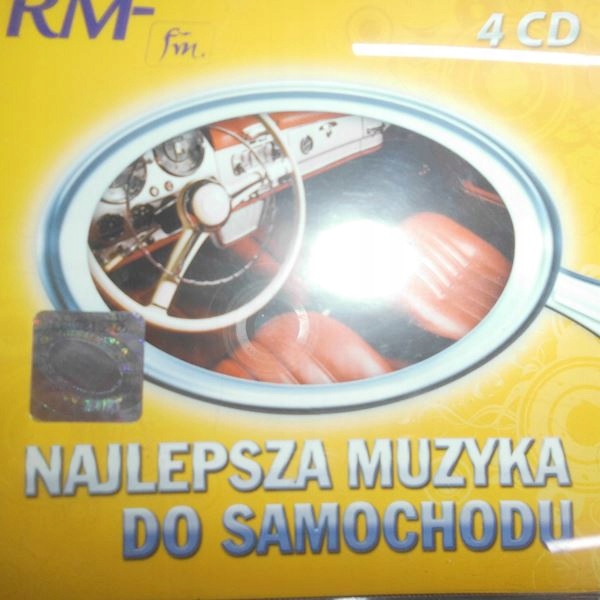 RM-
fm.
4 CD
NAJLEPSZA MUZYKA
DO SAMOCHODU